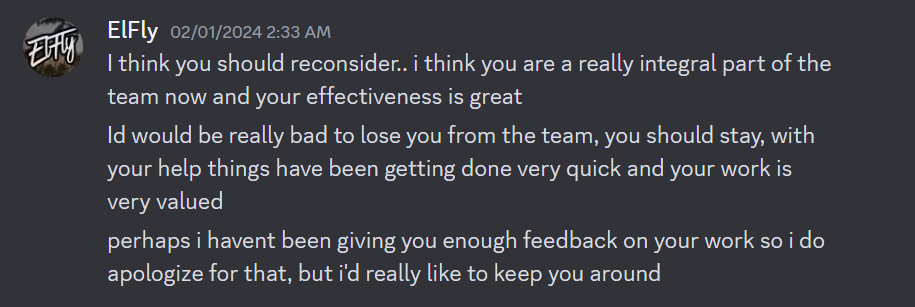 ElFly
ElFly 02/01/2024 2:33 AM
I think you should reconsider.. i think you are a really integral part of the
team now and your effectiveness is great
Id would be really bad to lose you from the team, you should stay, with
your help things have been getting done very quick and your work is
very valued
perhaps i havent been giving you enough feedback on your work so i do
apologize for that, but i'd really like to keep you around